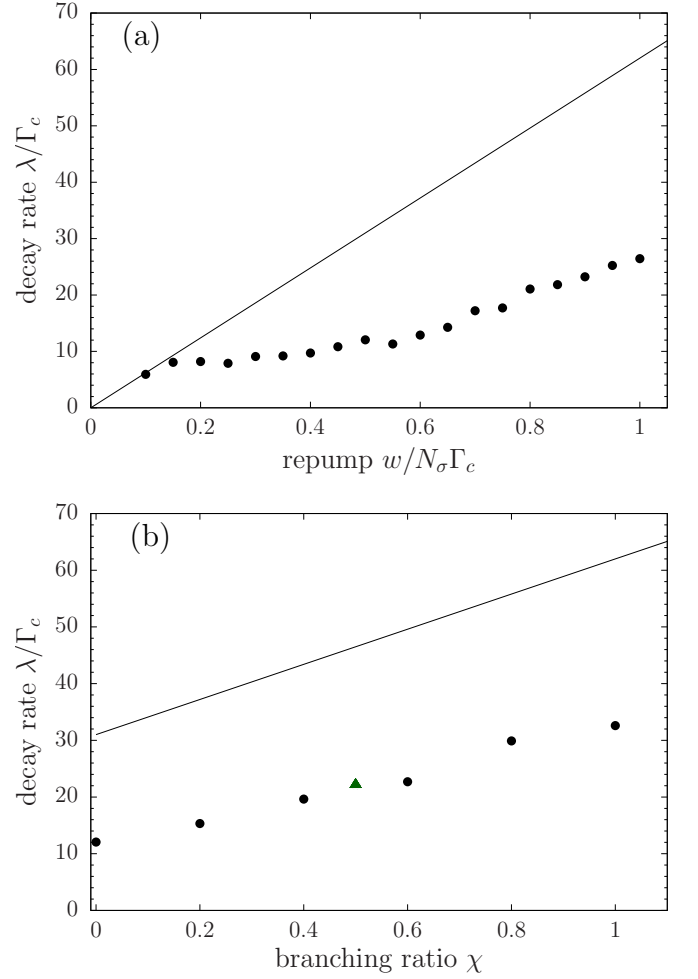 70
(a)
60
50
40
30
20
10
0
decay rate λ/Γ_c
0 0.2 0.4 0.6 0.8 1
repump w/N_σΓ_c
70
(b)
60
50
40
30
20
10
0
decay rate λ/Γ_c
0 0.2 0.4 0.6 0.8 1
branching ratio χ